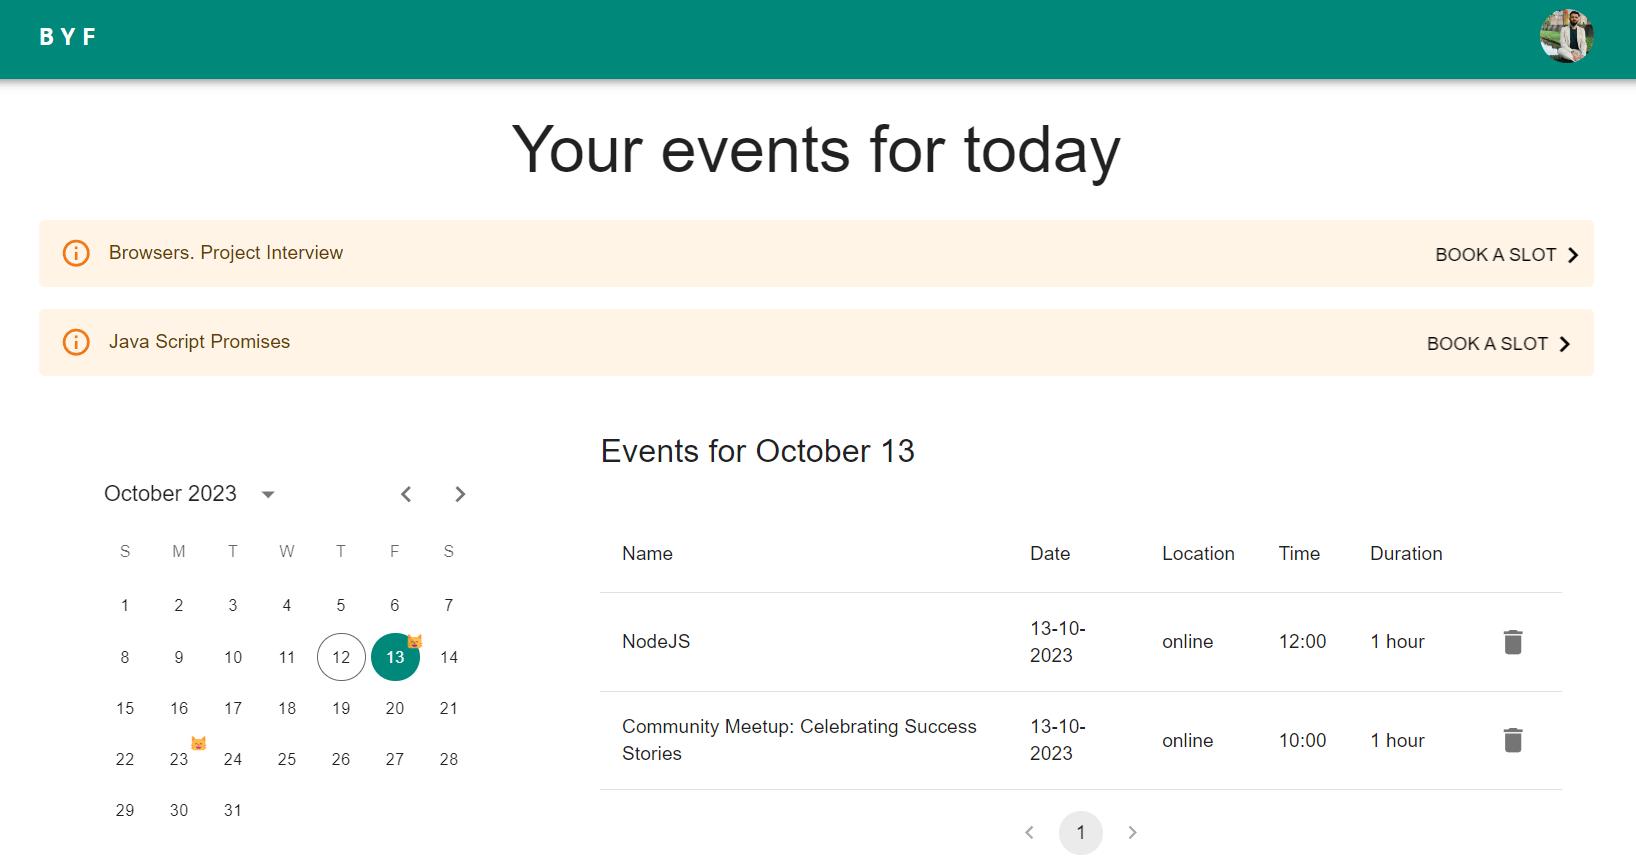 BYF
Your events for today
Browsers. Project Interview
BOOK A SLOT
Java Script Promises
BOOK A SLOT
October 2023
S M T W T F S
1 2 3 4 5 6 7
8 9 10 11 12 13 14
15 16 17 18 19 20 21
22 23 24 25 26 27 28
29 30 31
Events for October 13
Name Date Location Time Duration
NodeJS 13-10- online 12:00 1 hour
2023
Community Meetup: Celebrating Success 13-10- online 10:00 1 hour
Stories 2023
1